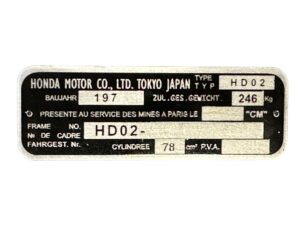 HONDA MOTOR CO., LTD. TOKYO JAPAN TYPE TYP HD02
BAUJAHR 197 ZUL.GES.GEWICHT. 246 Kg
PRESENTE AU SERVICE DES MINES A PARIS LE "CM"
FRAME NO.
No DE CADRE HD02-
FAHRGEST. Nr. CYLINDREE 78 cm³ P.V.A.